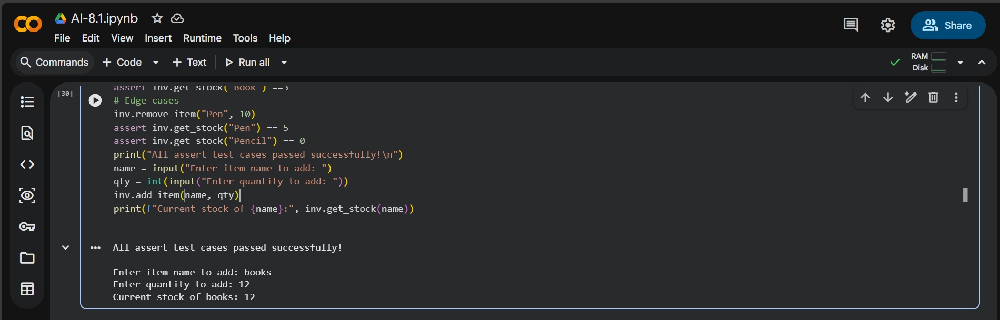 AI-8.1.ipynb
File Edit View Insert Runtime Tools Help
Share
Commands + Code + Text Run all
RAM
Disk
[30]
assert inv.get_stock("Book") ==3
# Edge cases
inv.remove_item("Pen", 10)
assert inv.get_stock("Pen") == 5
assert inv.get_stock("Pencil") == 0
print("All assert test cases passed successfully!\n")
name = input("Enter item name to add: ")
qty = int(input("Enter quantity to add: "))
inv.add_item(name, qty)
print(f"Current stock of {name}:", inv.get_stock(name))
All assert test cases passed successfully!
Enter item name to add: books
Enter quantity to add: 12
Current stock of books: 12